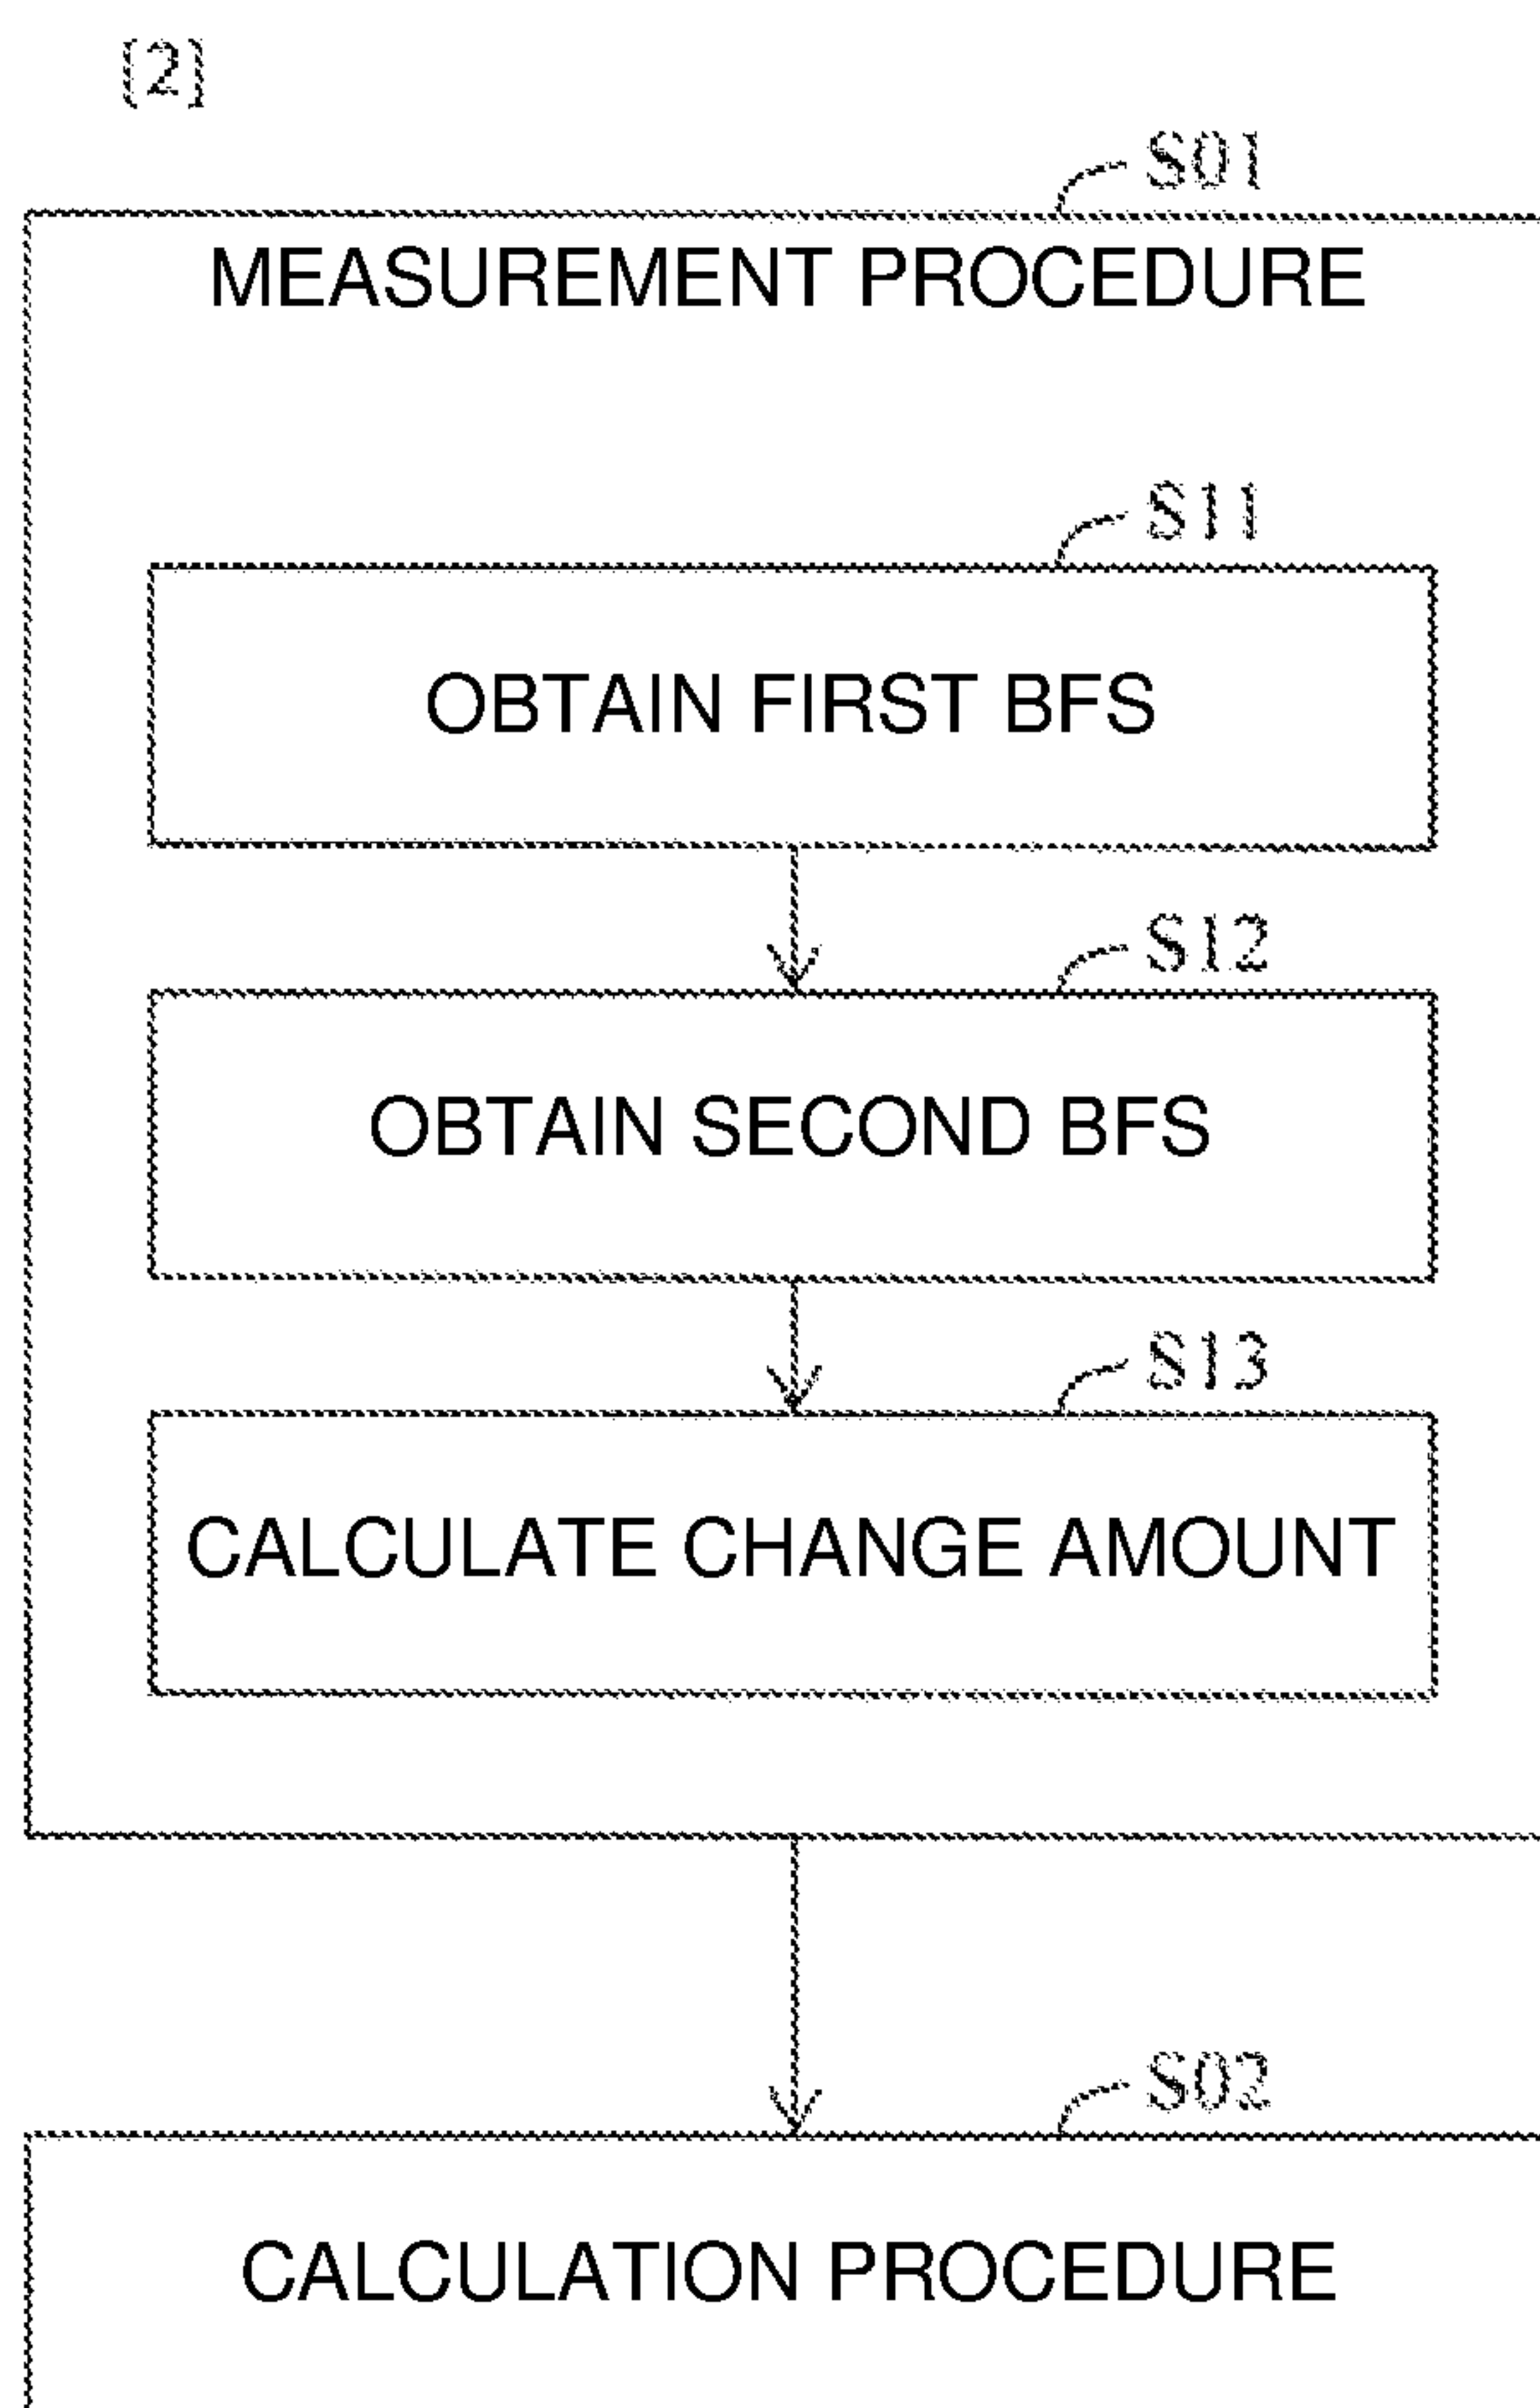 [2]
S01
MEASUREMENT PROCEDURE
S11
OBTAIN FIRST BFS
S12
OBTAIN SECOND BFS
S13
CALCULATE CHANGE AMOUNT
S02
CALCULATION PROCEDURE